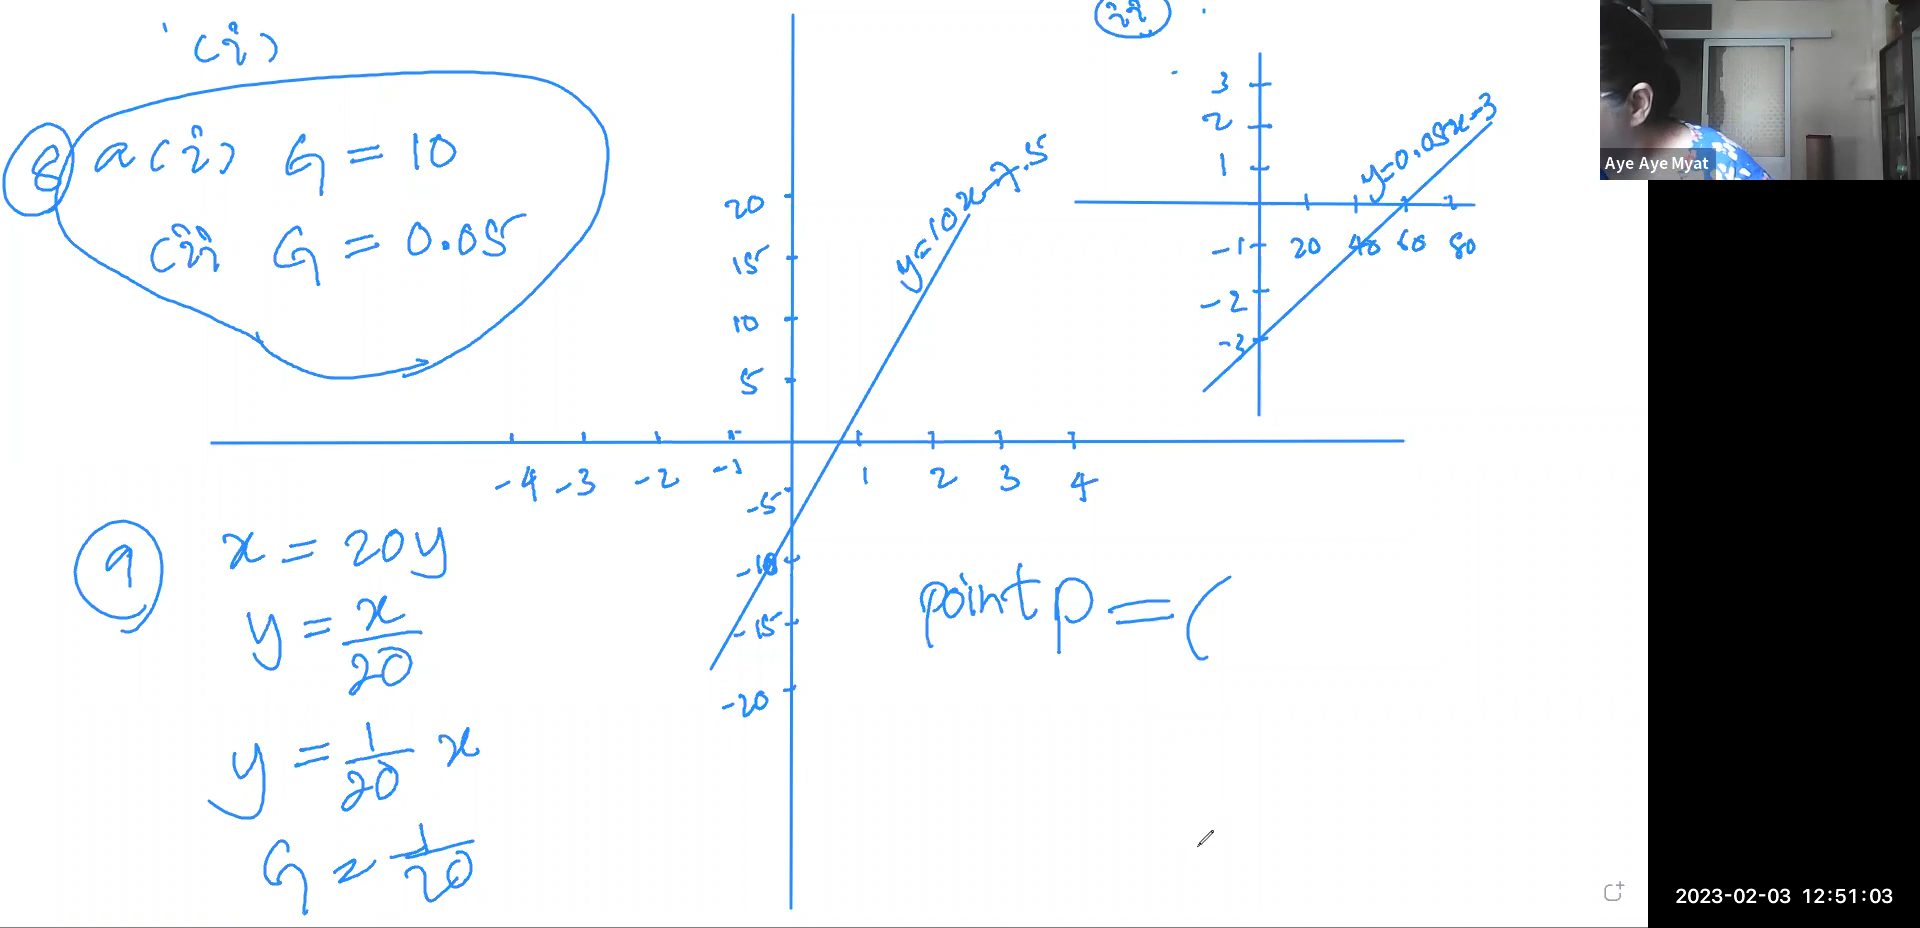 (i)
8 a(i) G = 10
(ii) G = 0.05
20
15
10
5
-4 -3 -2 -1 1 2 3 4
-5
-10
-15
-20
y=10x-7.5
(ii)
3
2
1
-1 20 40 60 80
-2
-3
y=0.05x-3
9 x = 20y
y = x/20
y = 1/20 x
G = 1/20
point P = (
Aye Aye Myat
2023-02-03 12:51:03